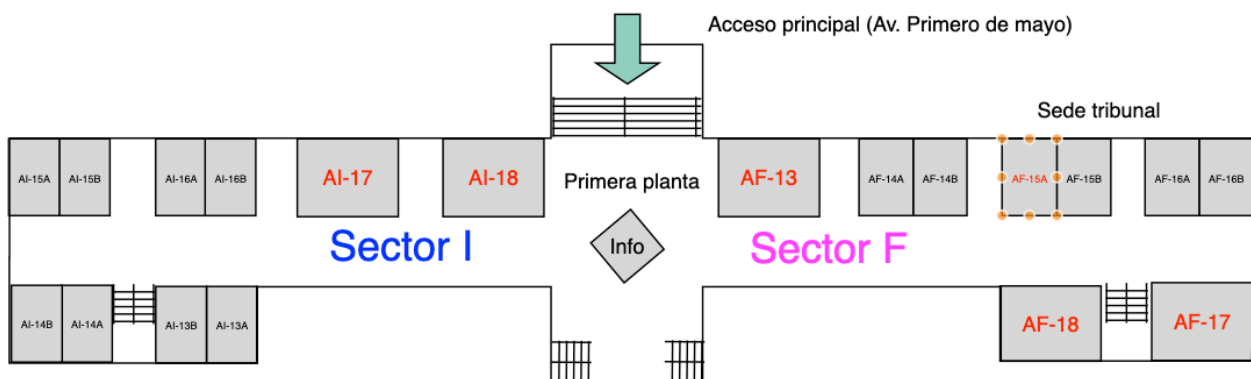 Acceso principal (Av. Primero de mayo)
Sede tribunal
AI-15A AI-15B AI-16A AI-16B AI-17 AI-18 Primera planta AF-13 AF-14A AF-14B AF-15A AF-15B AF-16A AF-16B
Sector I Info Sector F
AI-14B AI-14A AI-13B AI-13A AF-18 AF-17